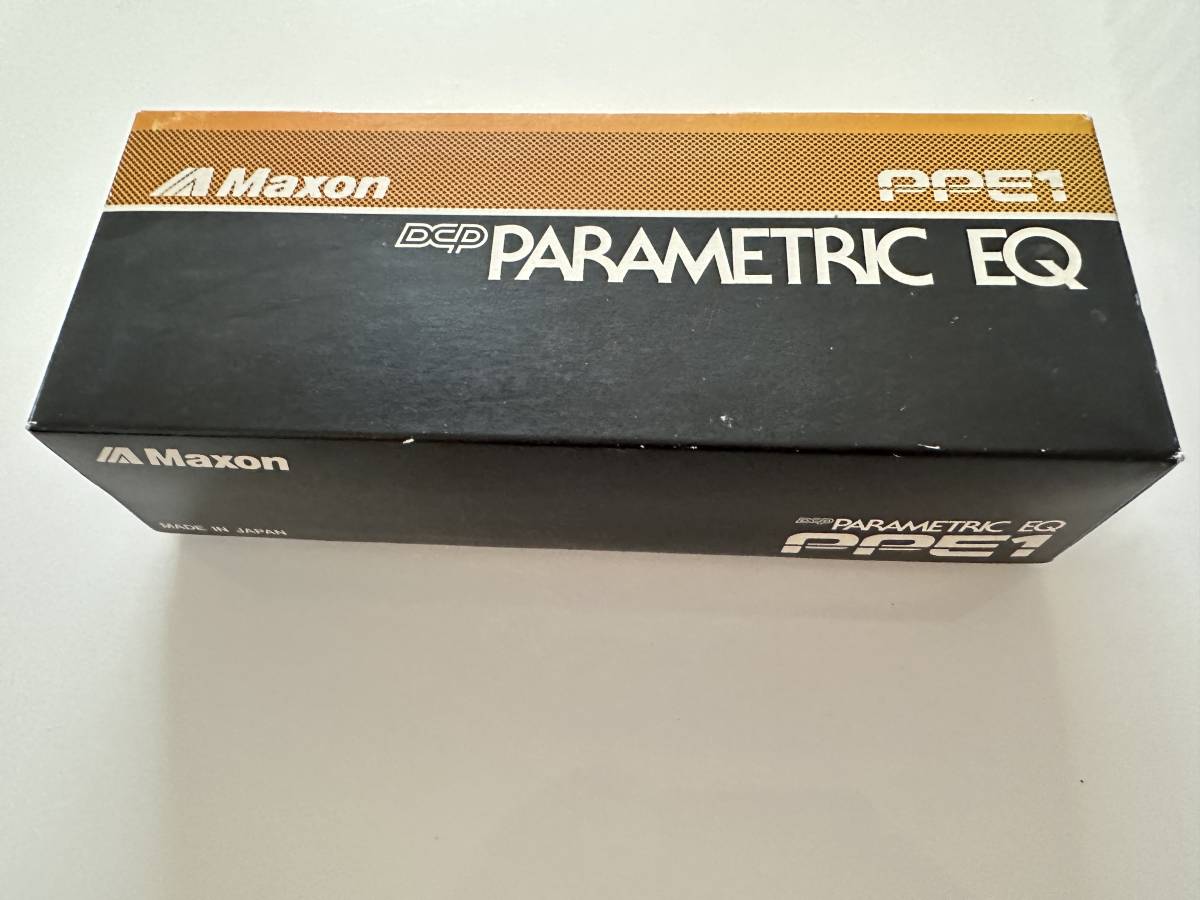 Maxon PPE1
DCP PARAMETRIC EQ
Maxon
MADE IN JAPAN
DCP PARAMETRIC EQ
PPE1